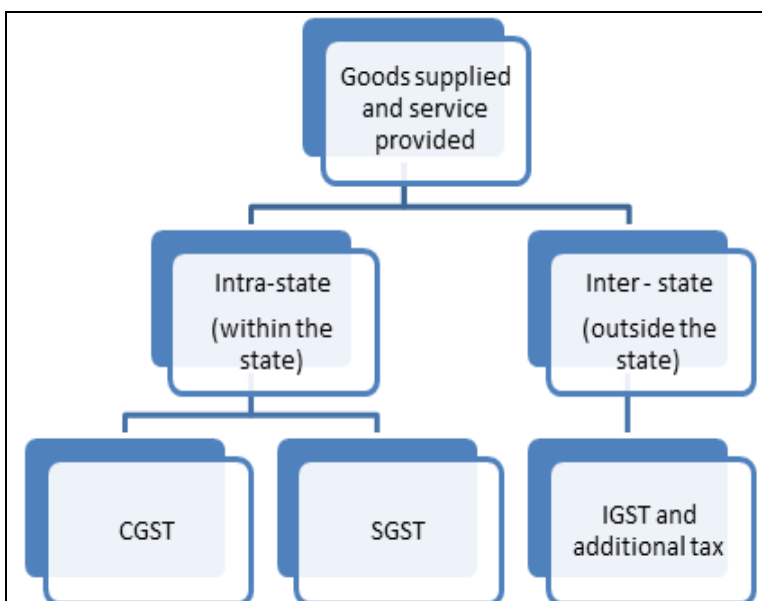 Goods supplied
and service
provided
Intra-state
(within the
state)
Inter - state
(outside the
state)
CGST
SGST
IGST and
additional tax